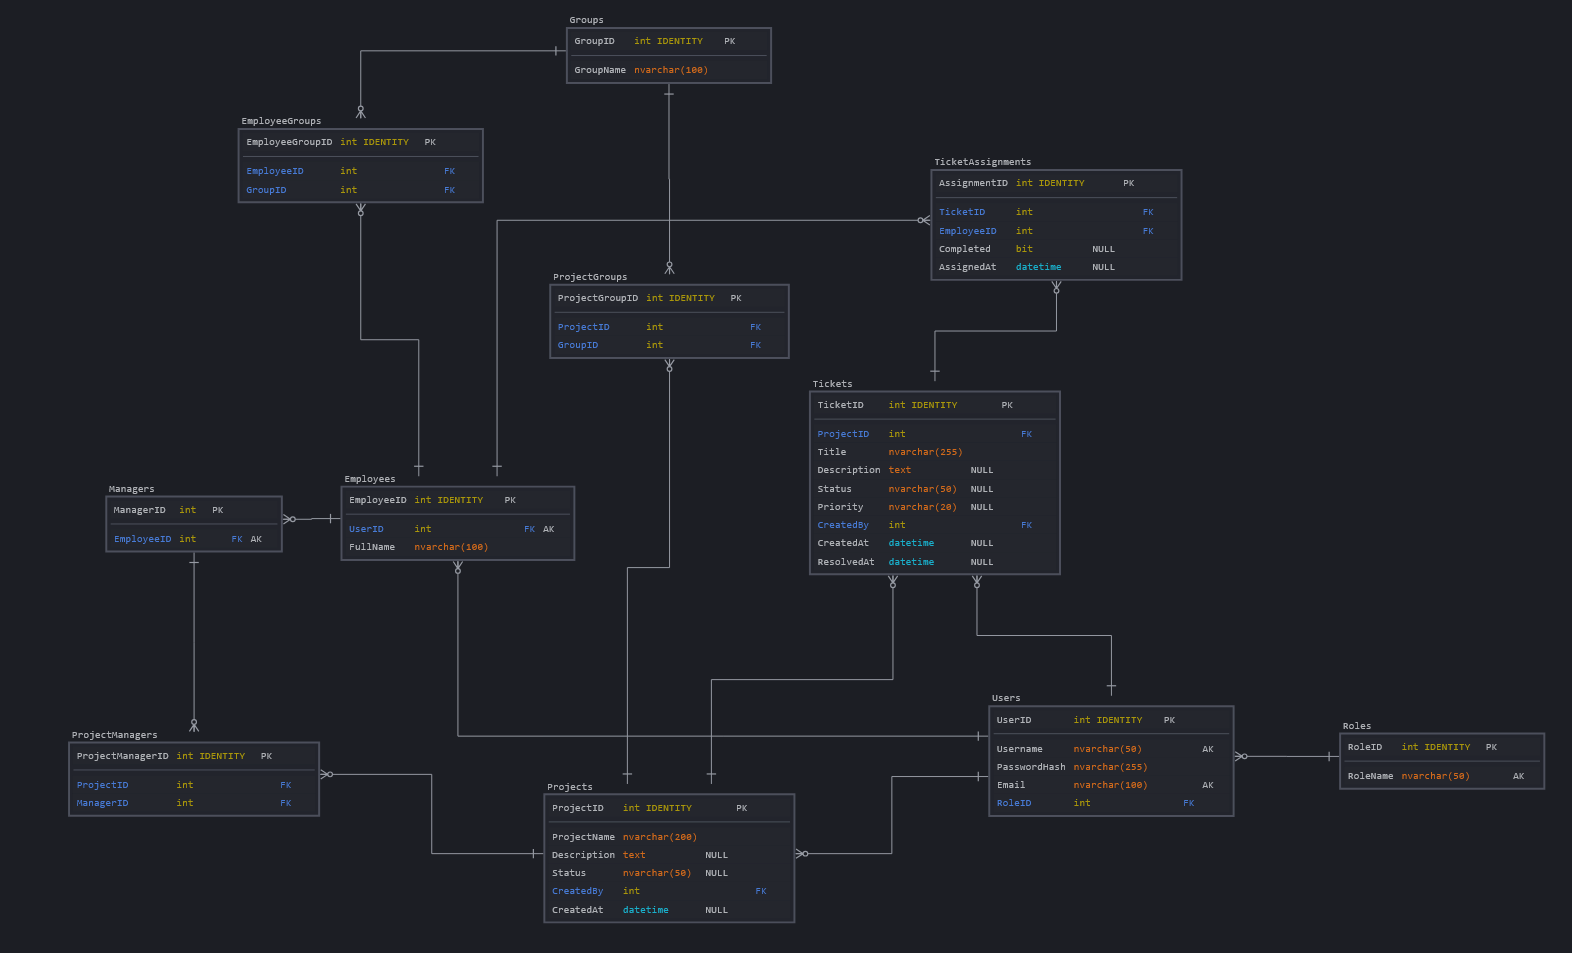 Groups
GroupID int IDENTITY PK
GroupName nvarchar(100)
EmployeeGroups
EmployeeGroupID int IDENTITY PK
EmployeeID int FK
GroupID int FK
TicketAssignments
AssignmentID int IDENTITY PK
TicketID int FK
EmployeeID int FK
Completed bit NULL
AssignedAt datetime NULL
ProjectGroups
ProjectGroupID int IDENTITY PK
ProjectID int FK
GroupID int FK
Tickets
TicketID int IDENTITY PK
ProjectID int FK
Title nvarchar(255)
Description text NULL
Status nvarchar(50) NULL
Priority nvarchar(20) NULL
CreatedBy int FK
CreatedAt datetime NULL
ResolvedAt datetime NULL
Managers
ManagerID int PK
EmployeeID int FK AK
Employees
EmployeeID int IDENTITY PK
UserID int FK AK
FullName nvarchar(100)
Users
UserID int IDENTITY PK
Username nvarchar(50) AK
PasswordHash nvarchar(255)
Email nvarchar(100) AK
RoleID int FK
Roles
RoleID int IDENTITY PK
RoleName nvarchar(50) AK
ProjectManagers
ProjectManagerID int IDENTITY PK
ProjectID int FK
ManagerID int FK
Projects
ProjectID int IDENTITY PK
ProjectName nvarchar(200)
Description text NULL
Status nvarchar(50) NULL
CreatedBy int FK
CreatedAt datetime NULL